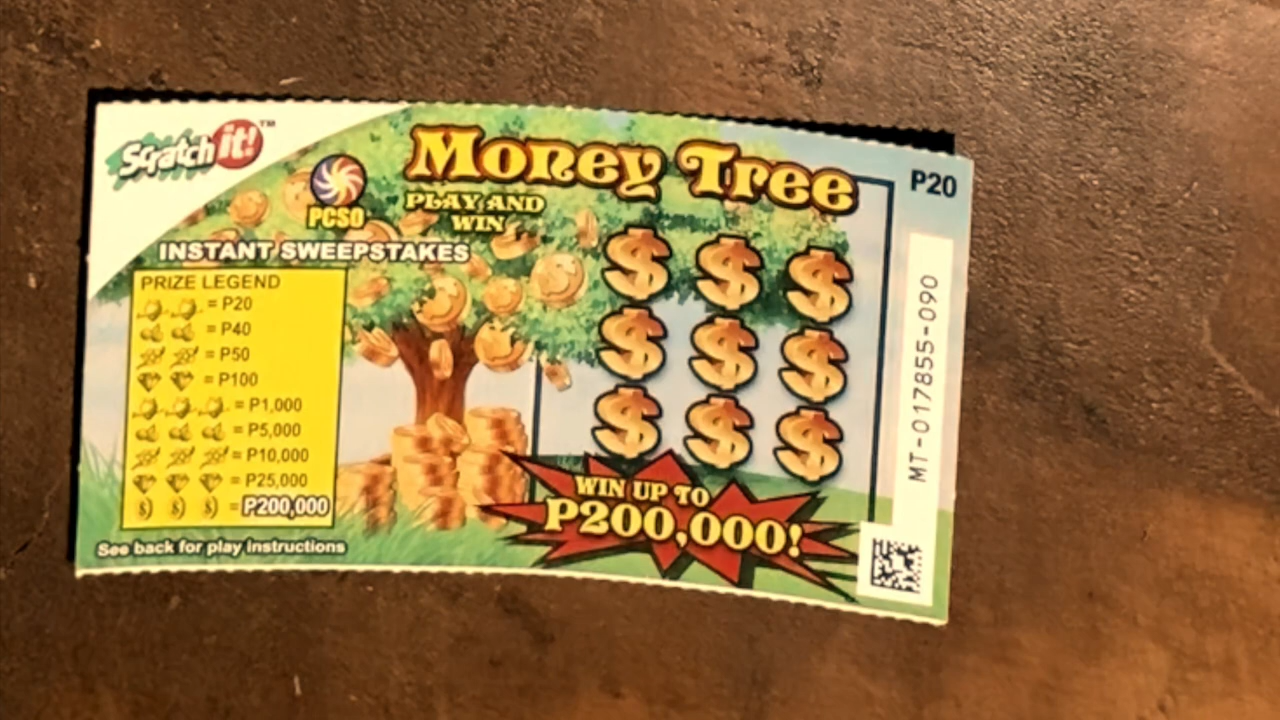 Scratch it!™
Money Tree
P20
PCSO
PLAY AND
WIN
INSTANT SWEEPSTAKES
PRIZE LEGEND
= P20
= P40
= P50
= P100
= P1,000
= P5,000
= P10,000
= P25,000
$ $ $ = P200,000
See back for play instructions
$ $ $
$ $ $
$ $ $
WIN UP TO
P200,000!
MT-017855-090